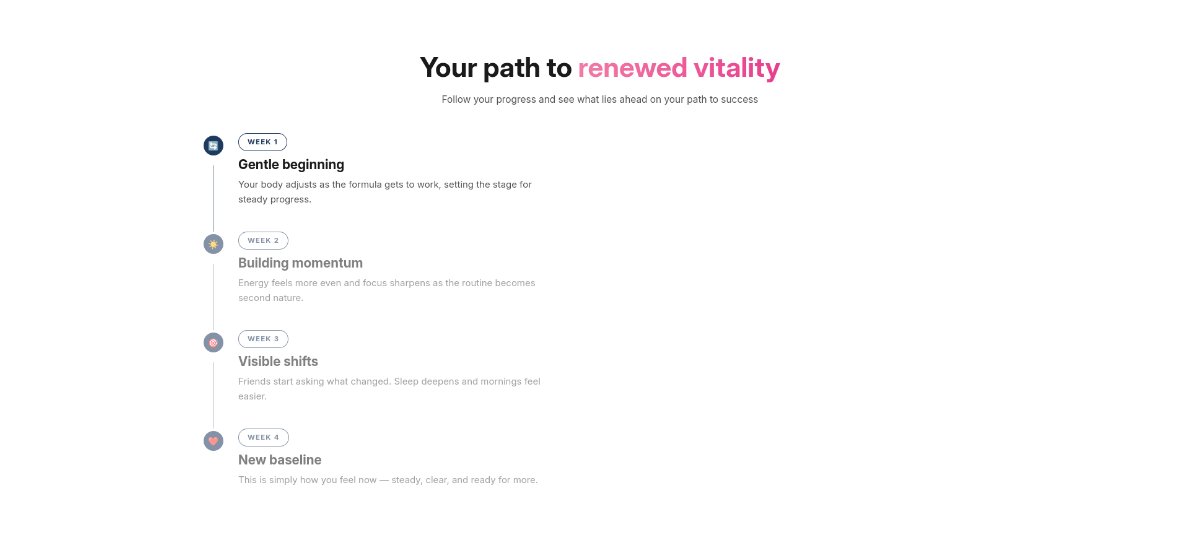 Your path to renewed vitality
Follow your progress and see what lies ahead on your path to success
WEEK 1
Gentle beginning
Your body adjusts as the formula gets to work, setting the stage for
steady progress.
WEEK 2
Building momentum
Energy feels more even and focus sharpens as the routine becomes
second nature.
WEEK 3
Visible shifts
Friends start asking what changed. Sleep deepens and mornings feel
easier.
WEEK 4
New baseline
This is simply how you feel now — steady, clear, and ready for more.